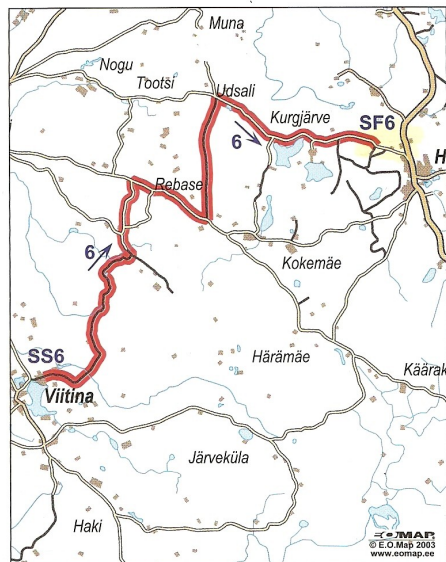 Muna
Nogu
Tootsi
Udsali
Kurgjärve
SF6
6
H
Rebase
6
Kokemäe
SS6
Härämäe
Käärak
Viitina
Järveküla
Haki
EOMAP
© E.O.Map 2003
www.eomap.ee